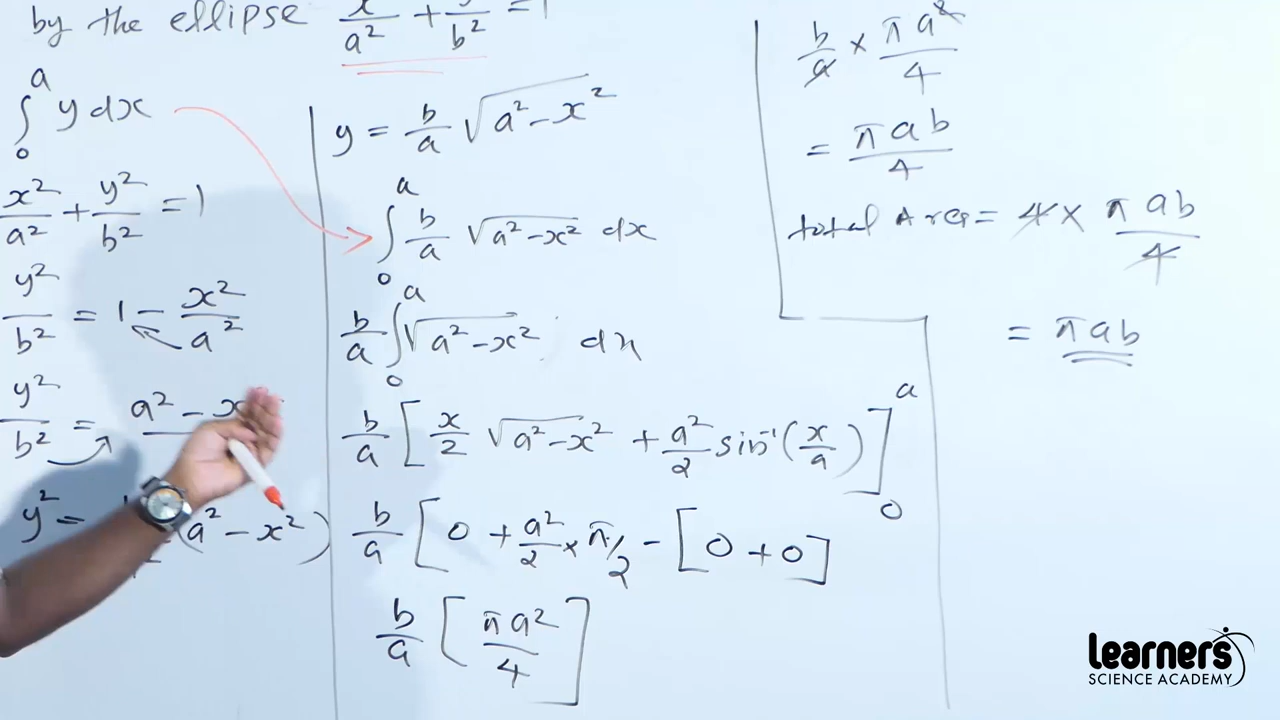 by the ellipse x/a² + y/b² = 1
∫₀ᵃ y dx
x²/a² + y²/b² = 1
y²/b² = 1 − x²/a²
y²/b² = a² − x
y² = (a² − x²)
y = b/a √(a² − x²)
∫₀ᵃ b/a √(a² − x²) dx
b/a ∫₀ᵃ √(a² − x²) dx
b/a [ x/2 √(a² − x²) + a²/2 sin⁻¹(x/a) ]₀ᵃ
b/a [ 0 + a²/2 × π/2 − [0 + 0]
b/a [ πa²/4 ]
b/a × πa²/4
= πab/4
total Area = 4 × πab/4
= πab
Learners
SCIENCE ACADEMY